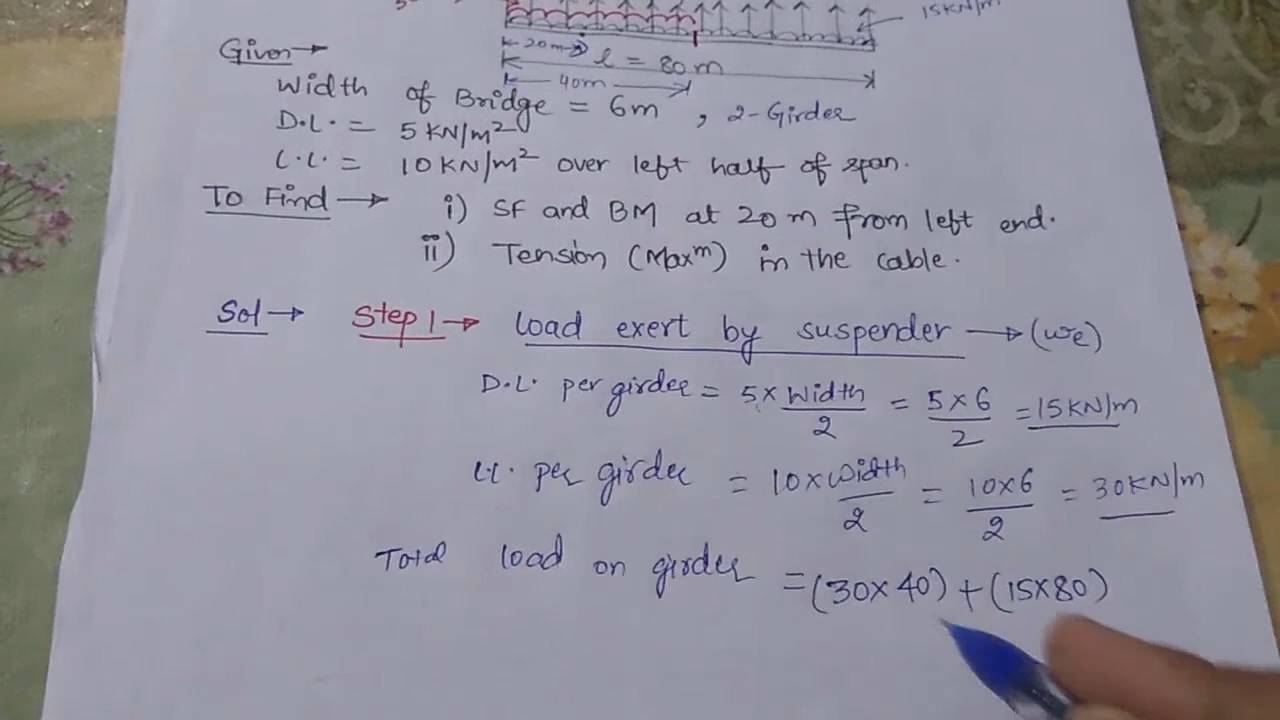 15KN/m
20m
l = 80m
40m
Given →
Width of Bridge = 6m , 2-Girder
D.L. = 5 KN/m²
L.L. = 10 KN/m² over left half of span.
To Find → i) SF and BM at 20 m from left end.
ii) Tension (Maxᵐ) in the cable.
Sol → Step 1 → load exert by suspender → (we)
D.L. per girder = 5 × Width/2 = 5×6/2 = 15KN/m
L.L. per girder = 10×Width/2 = 10×6/2 = 30KN/m
Total load on girder = (30×40) + (15×80)